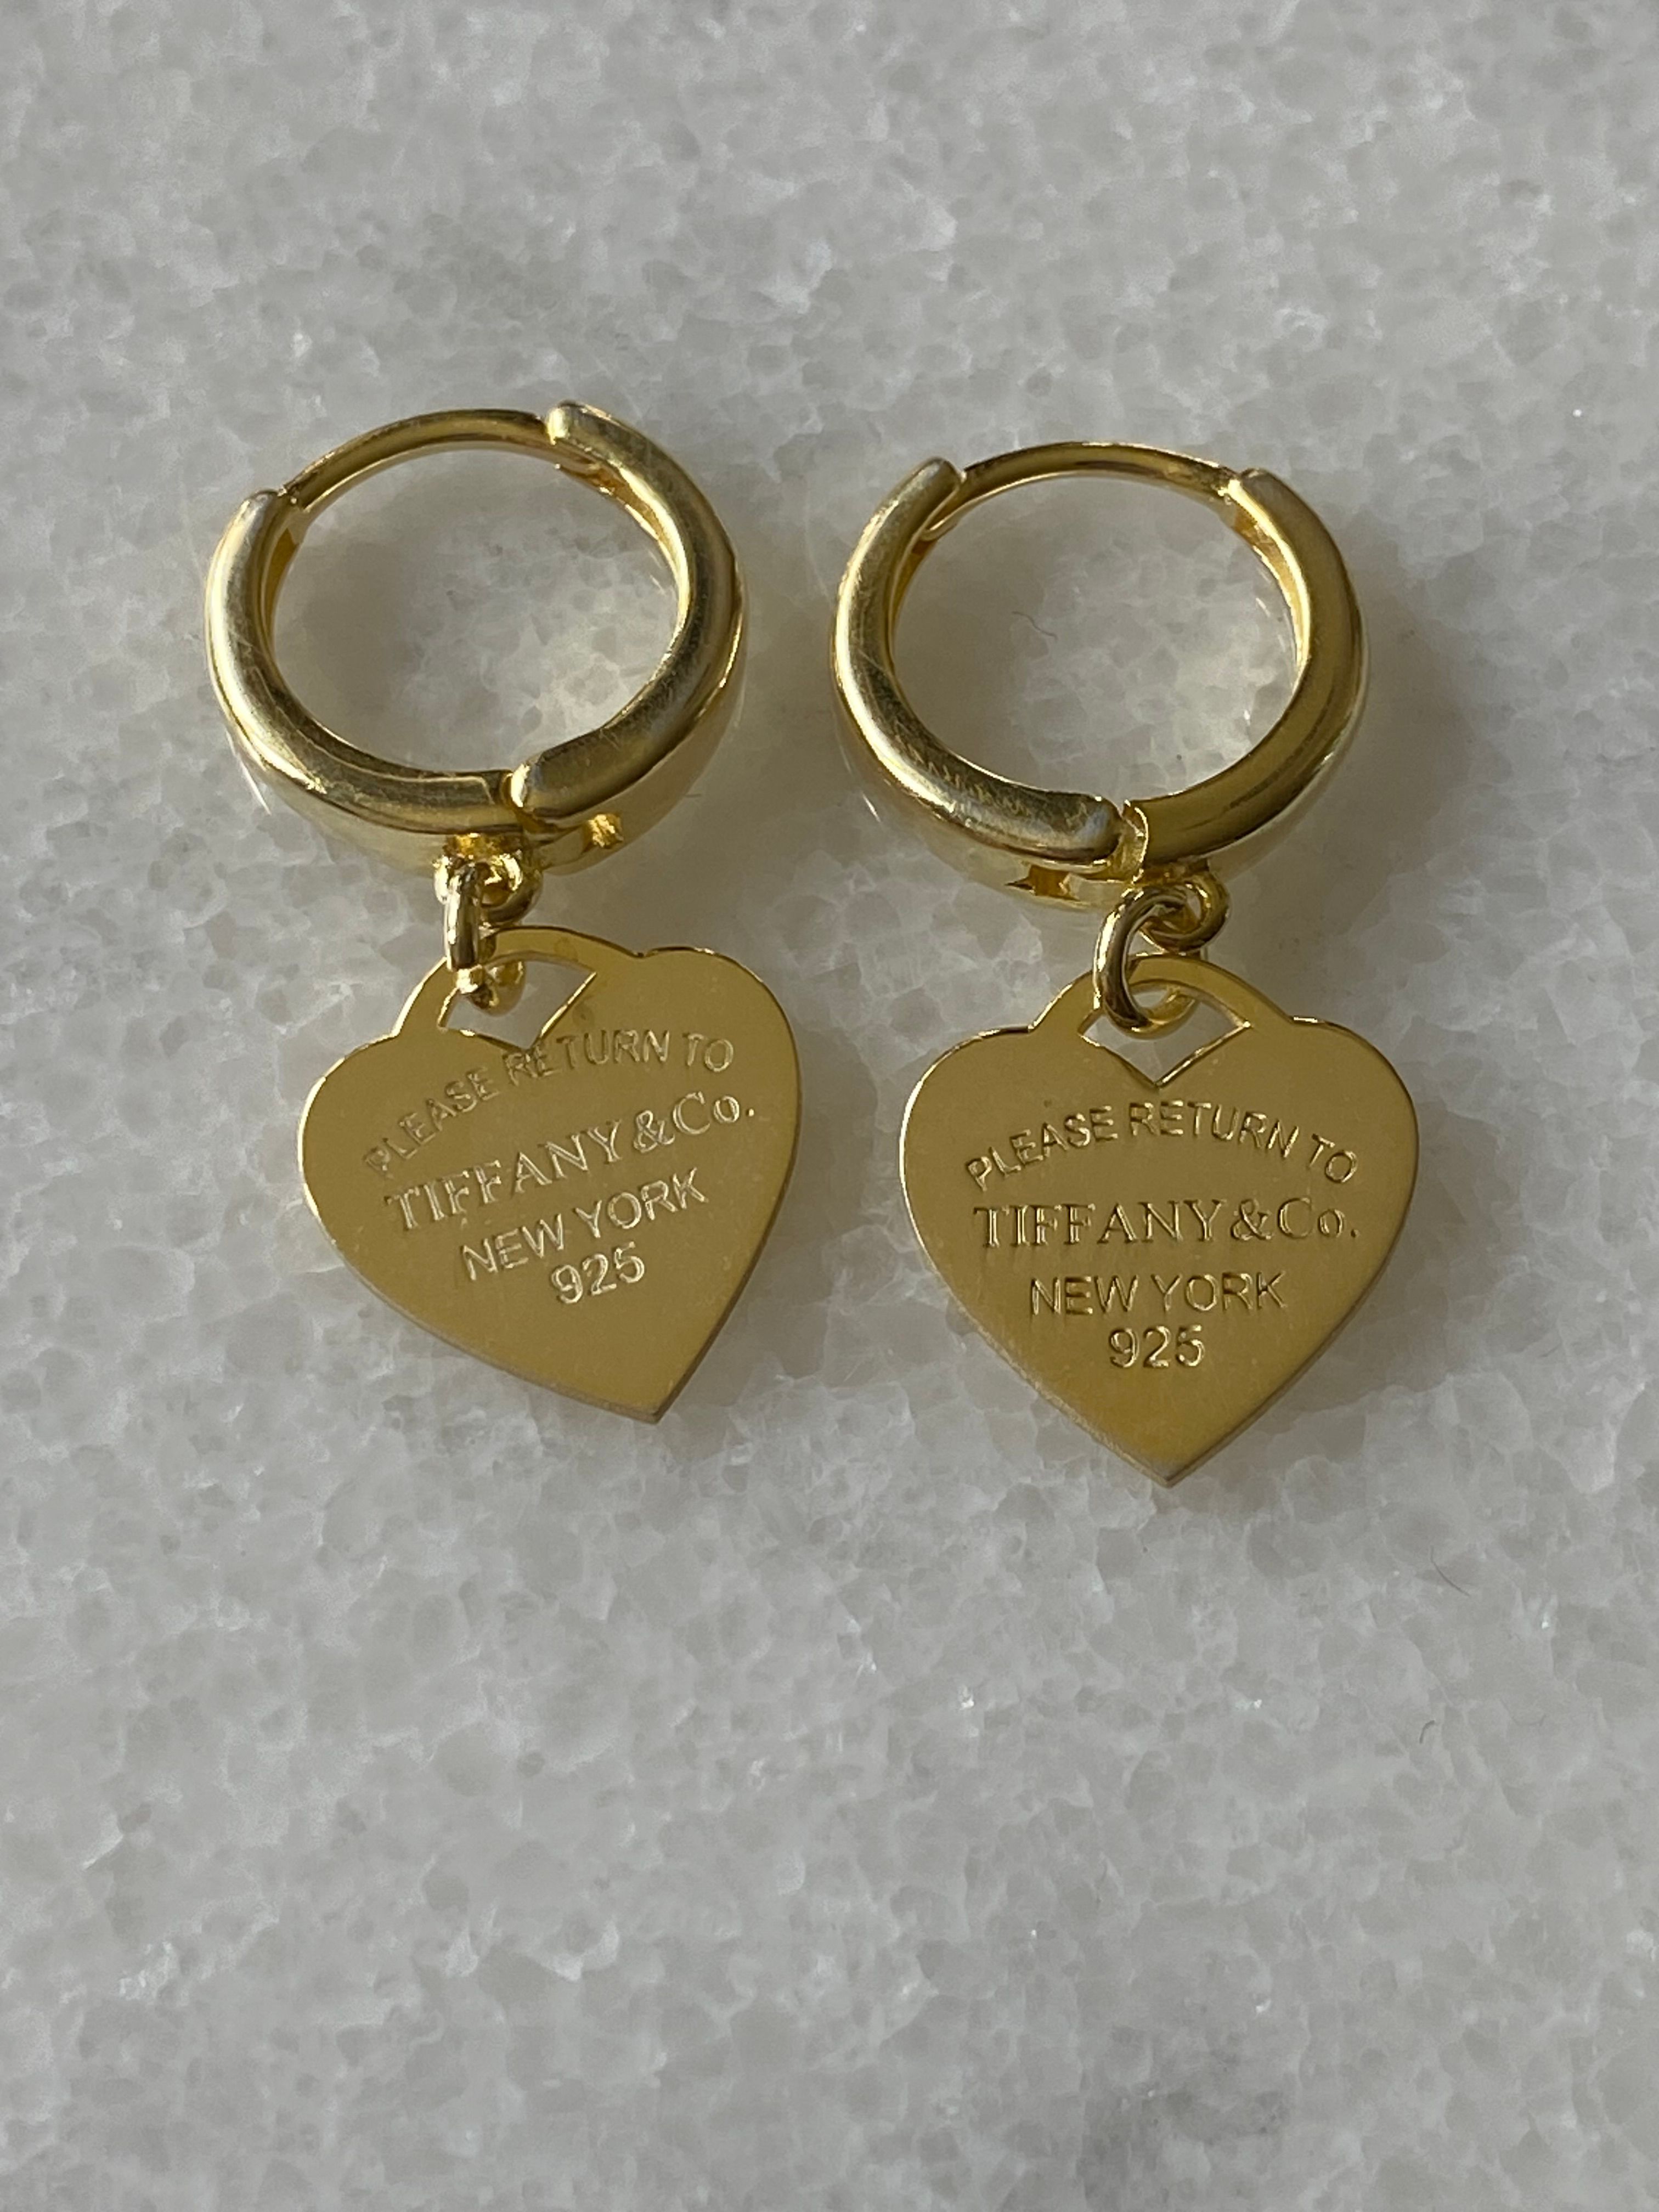 PLEASE RETURN TO
TIFFANY & Co.
NEW YORK
925
PLEASE RETURN TO
TIFFANY & Co.
NEW YORK
925